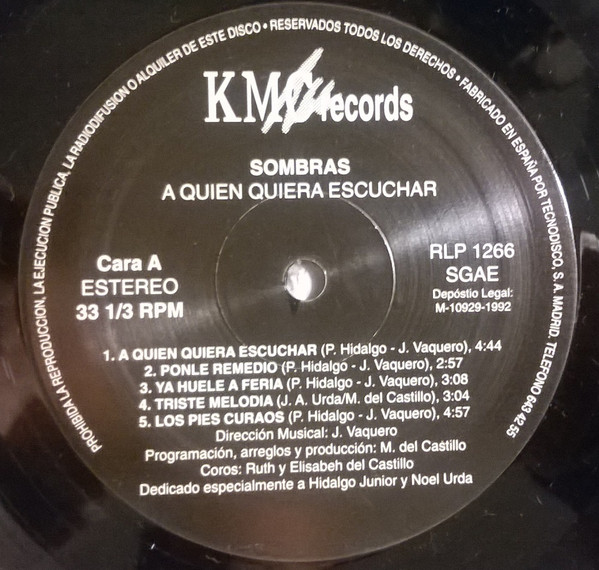 PROHIBIDA LA REPRODUCCION, LA EJECUCION PUBLICA, LA RADIODIFUSION O ALQUILER DE ESTE DISCO • RESERVADOS TODOS LOS DERECHOS • FABRICADO EN ESPAÑA POR TECNODISCO, S. A. MADRID. TELEFONO 643 42 55
KMC records
SOMBRAS
A QUIEN QUIERA ESCUCHAR
Cara A
ESTEREO
33 1/3 RPM
RLP 1266
SGAE
Depóstio Legal:
M-10929-1992
1. A QUIEN QUIERA ESCUCHAR (P. Hidalgo - J. Vaquero), 4:44
2. PONLE REMEDIO (P. Hidalgo - J. Vaquero), 2:57
3. YA HUELE A FERIA (P. Hidalgo - J. Vaquero), 3:08
4. TRISTE MELODIA (J. A. Urda/M. del Castillo), 3:04
5. LOS PIES CURAOS (P. Hidalgo - J. Vaquero), 4:57
Dirección Musical: J. Vaquero
Programación, arreglos y producción: M. del Castillo
Coros: Ruth y Elisabeh del Castillo
Dedicado especialmente a Hidalgo Junior y Noel Urda